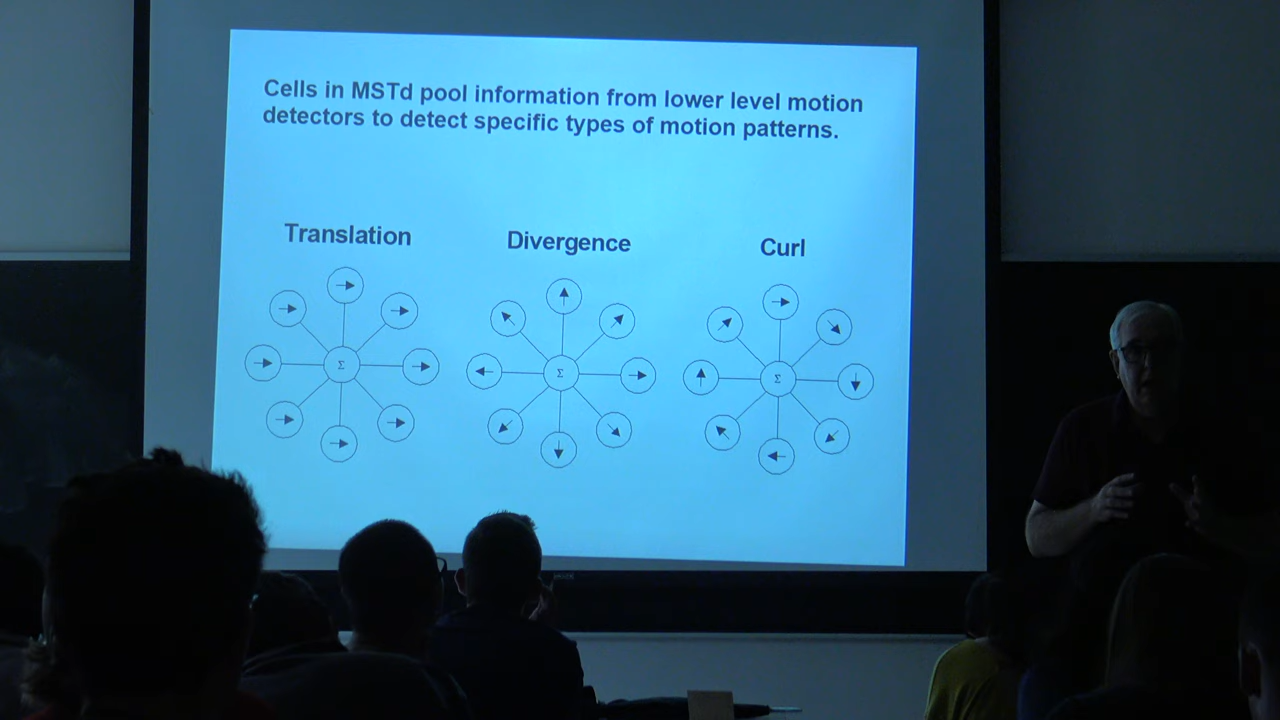 Cells in MSTd pool information from lower level motion
detectors to detect specific types of motion patterns.
Translation Divergence Curl
Σ Σ Σ